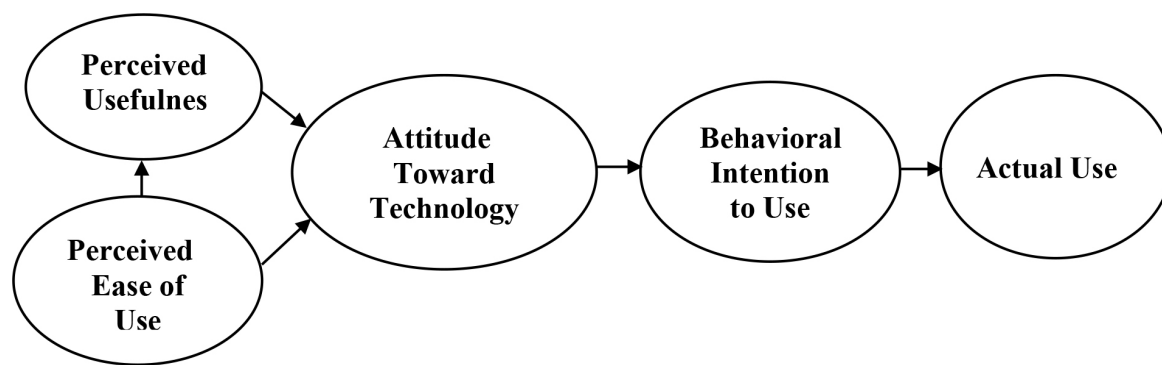 Perceived
Usefulnes
Perceived
Ease of
Use
Attitude
Toward
Technology
Behavioral
Intention
to Use
Actual Use